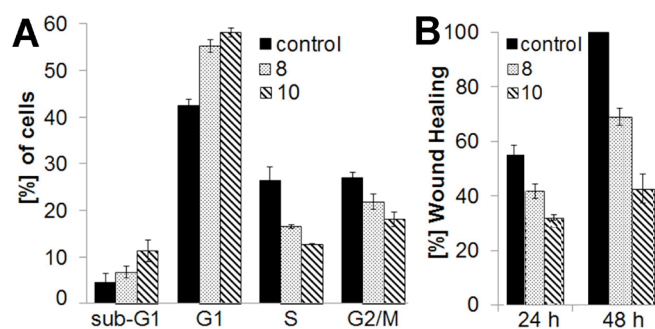 A
[%] of cells
60
50
40
30
20
10
0
control
8
10
sub-G1 G1 S G2/M
B
[%] Wound Healing
100
80
60
40
20
0
control
8
10
24 h 48 h